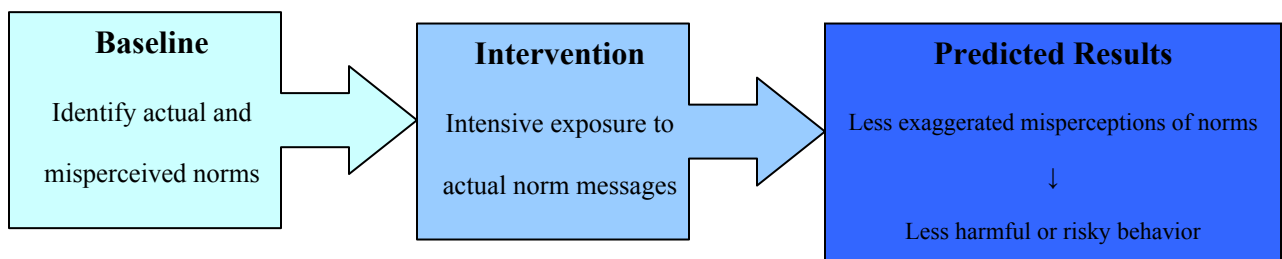 Baseline
Identify actual and
misperceived norms
Intervention
Intensive exposure to
actual norm messages
Predicted Results
Less exaggerated misperceptions of norms
↓
Less harmful or risky behavior